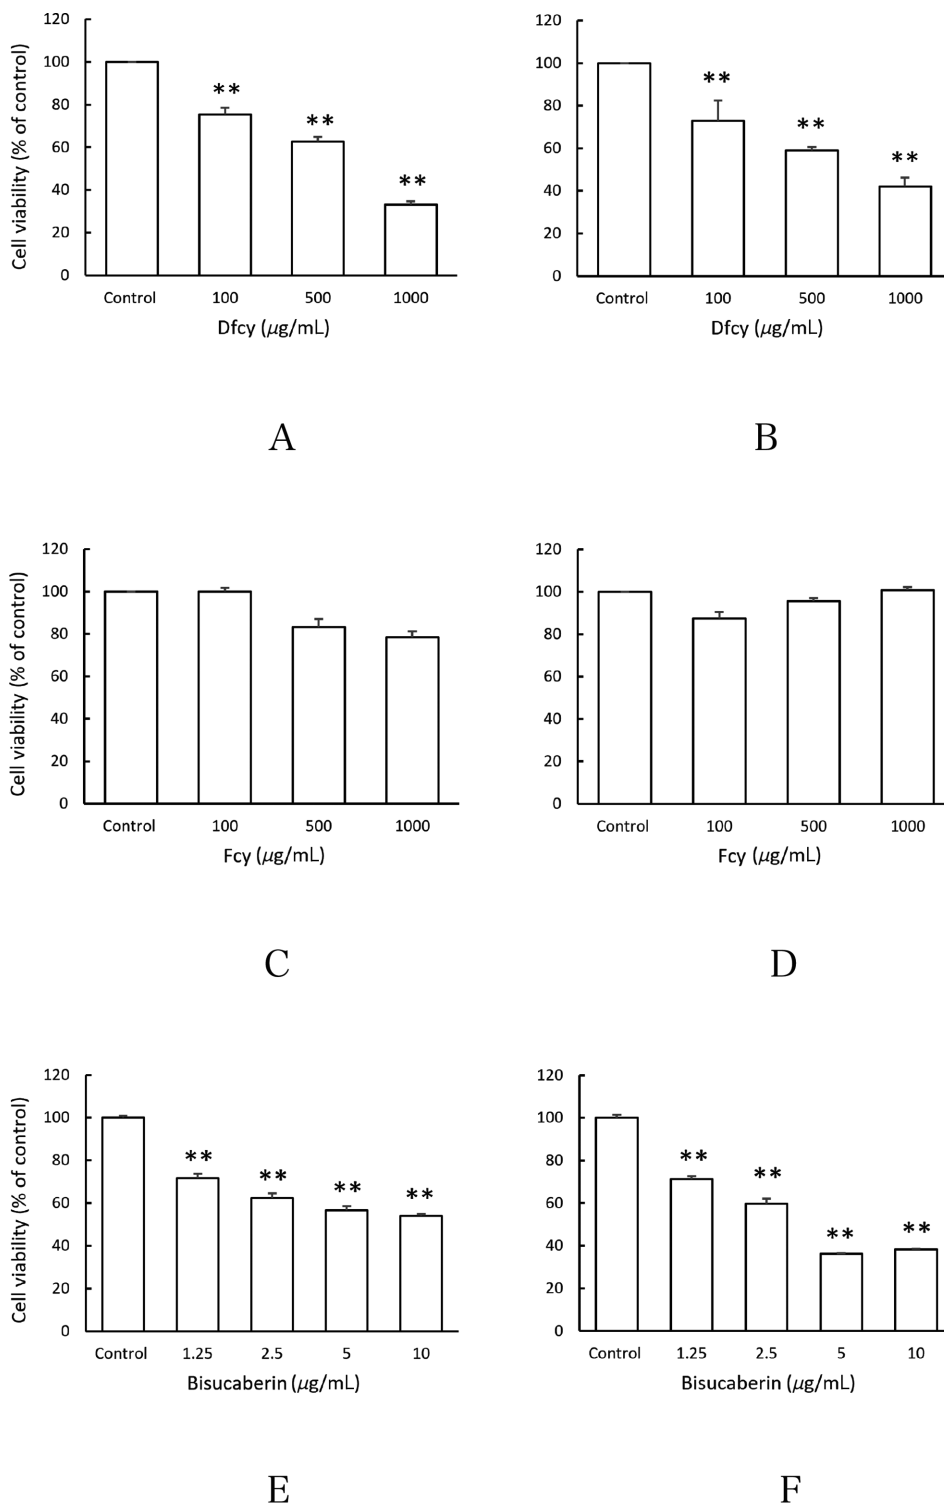 120
100
80
60
40
20
0
Cell viability (% of control)
**
**
**
Control 100 500 1000
Dfcy (μg/mL)
A
120
100
80
60
40
20
0
**
**
**
Control 100 500 1000
Dfcy (μg/mL)
B
120
100
80
60
40
20
0
Cell viability (% of control)
Control 100 500 1000
Fcy (μg/mL)
C
120
100
80
60
40
20
0
Control 100 500 1000
Fcy (μg/mL)
D
120
100
80
60
40
20
0
Cell viability (% of control)
**
**
**
**
Control 1.25 2.5 5 10
Bisucaberin (μg/mL)
E
120
100
80
60
40
20
0
**
**
**
**
Control 1.25 2.5 5 10
Bisucaberin (μg/mL)
F